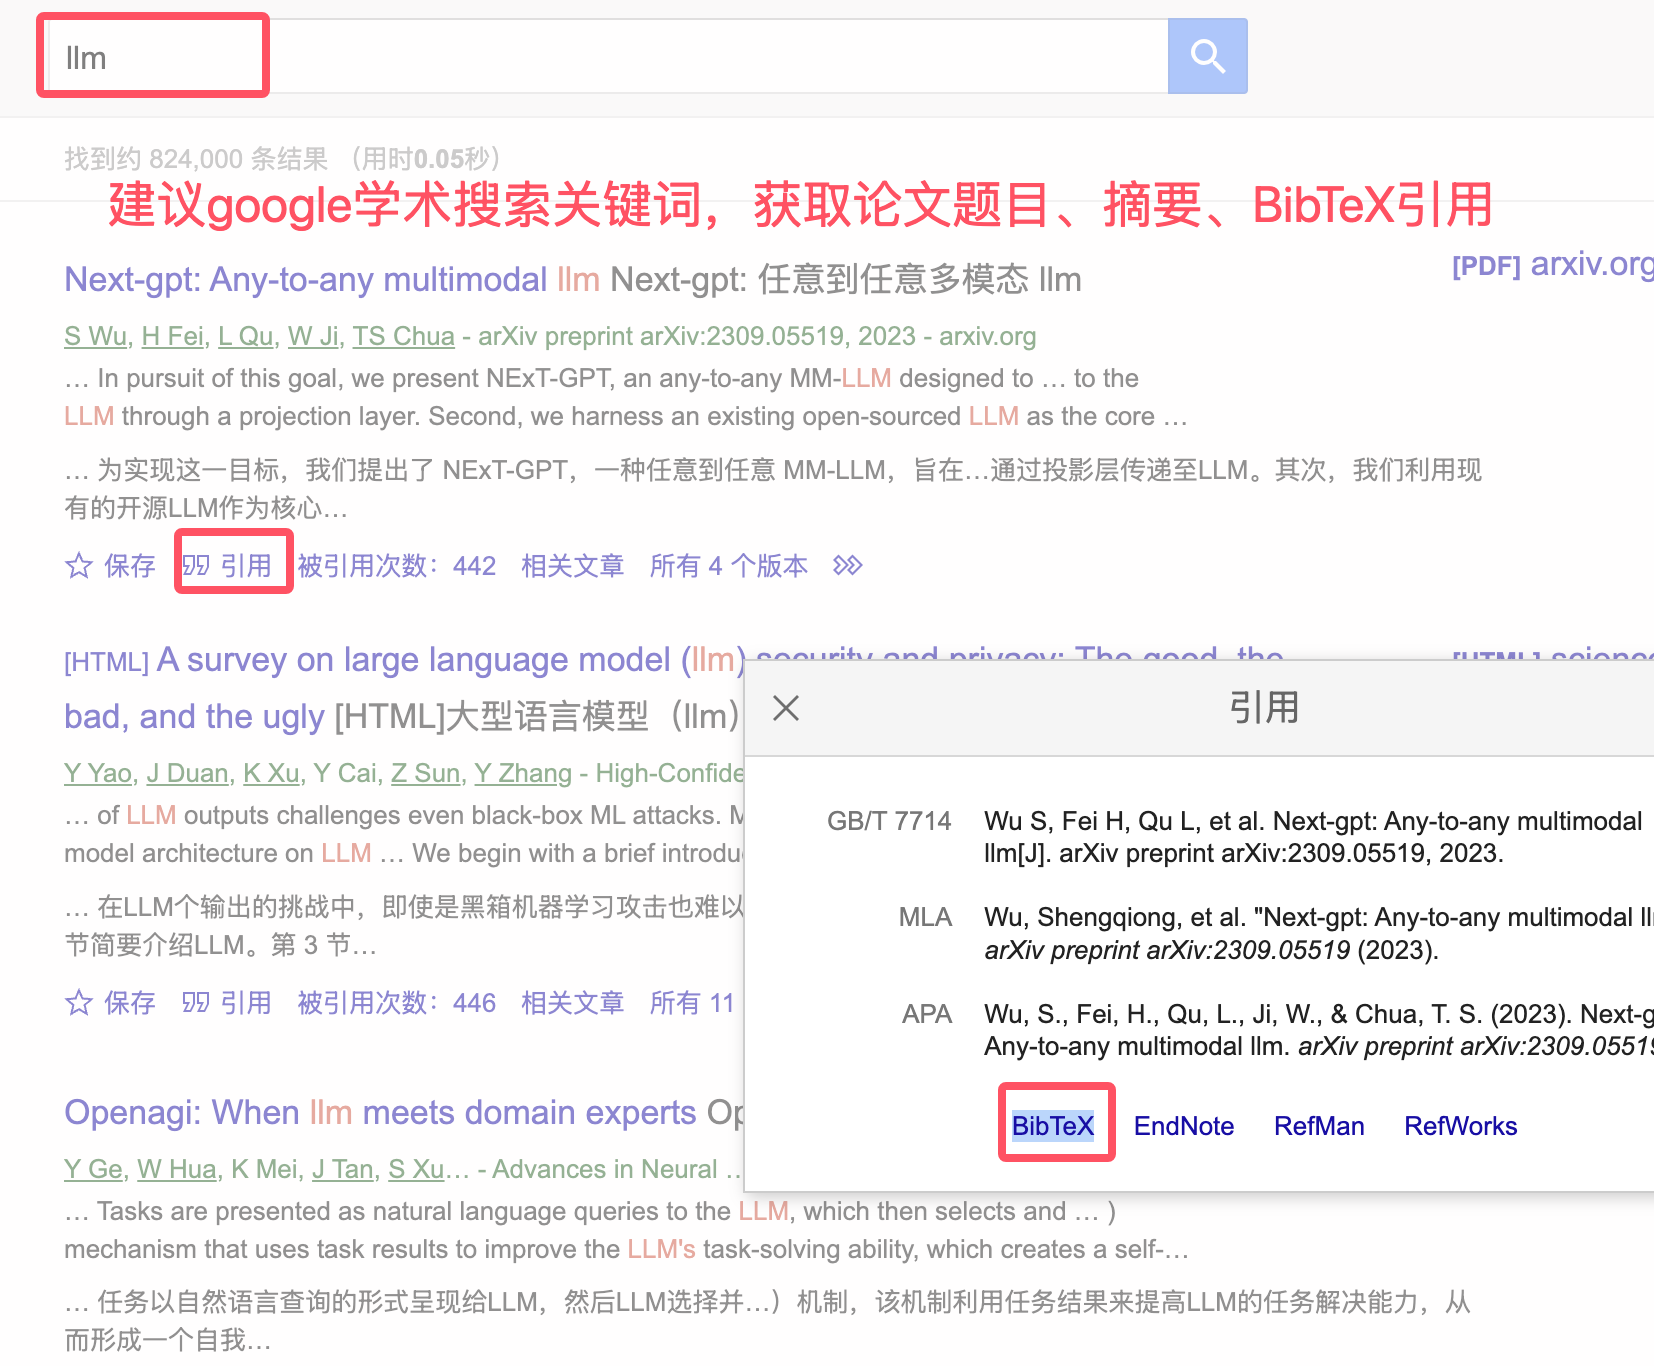 llm
找到约 824,000 条结果 （用时0.05秒）
建议google学术搜索关键词，获取论文题目、摘要、BibTeX引用
Next-gpt: Any-to-any multimodal llm Next-gpt: 任意到任意多模态 llm
[PDF] arxiv.org
S Wu, H Fei, L Qu, W Ji, TS Chua - arXiv preprint arXiv:2309.05519, 2023 - arxiv.org
… In pursuit of this goal, we present NExT-GPT, an any-to-any MM-LLM designed to … to the
LLM through a projection layer. Second, we harness an existing open-sourced LLM as the core …
… 为实现这一目标，我们提出了 NExT-GPT，一种任意到任意 MM-LLM，旨在…通过投影层传递至LLM。其次，我们利用现
有的开源LLM作为核心…
保存 引用 被引用次数：442 相关文章 所有 4 个版本
[HTML] A survey on large language model (llm) security and privacy: The good, the
[HTML] science
bad, and the ugly [HTML]大型语言模型（llm）
Y Yao, J Duan, K Xu, Y Cai, Z Sun, Y Zhang - High-Confide
… of LLM outputs challenges even black-box ML attacks. M
model architecture on LLM … We begin with a brief introdu
… 在LLM个输出的挑战中，即使是黑箱机器学习攻击也难以
节简要介绍LLM。第 3 节…
保存 引用 被引用次数：446 相关文章 所有 11
Openagi: When llm meets domain experts Op
Y Ge, W Hua, K Mei, J Tan, S Xu… - Advances in Neural …
… Tasks are presented as natural language queries to the LLM, which then selects and … )
mechanism that uses task results to improve the LLM's task-solving ability, which creates a self-…
… 任务以自然语言查询的形式呈现给LLM，然后LLM选择并…）机制，该机制利用任务结果来提高LLM的任务解决能力，从
而形成一个自我…
引用
GB/T 7714 Wu S, Fei H, Qu L, et al. Next-gpt: Any-to-any multimodal
llm[J]. arXiv preprint arXiv:2309.05519, 2023.
MLA Wu, Shengqiong, et al. "Next-gpt: Any-to-any multimodal ll
arXiv preprint arXiv:2309.05519 (2023).
APA Wu, S., Fei, H., Qu, L., Ji, W., & Chua, T. S. (2023). Next-g
Any-to-any multimodal llm. arXiv preprint arXiv:2309.05519
BibTeX EndNote RefMan RefWorks